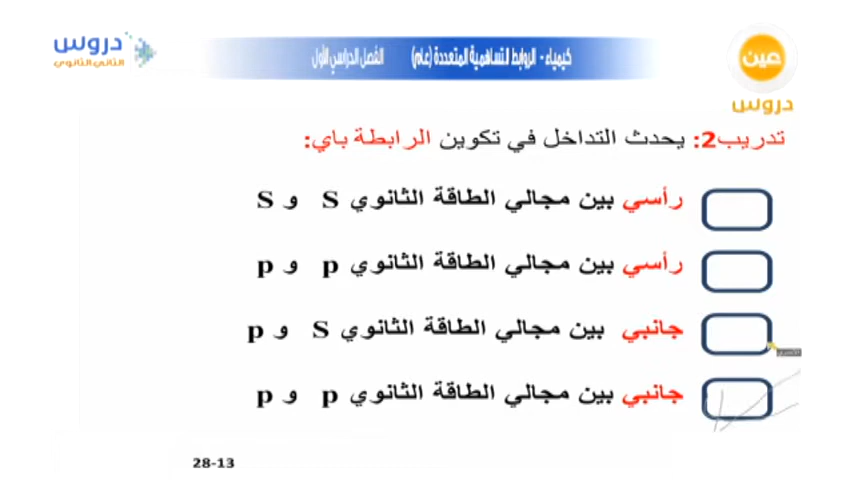 دروس
الثاني الثانوي
كيمياء - الروابط التساهمية المتعددة (عام) الفصل الدراسي الأول
عين
دروس
تدريب2: يحدث التداخل في تكوين الرابطة باي:
رأسي بين مجالي الطاقة الثانوي S و S
رأسي بين مجالي الطاقة الثانوي p و p
جانبي بين مجالي الطاقة الثانوي S و p
جانبي بين مجالي الطاقة الثانوي p و p
28-13